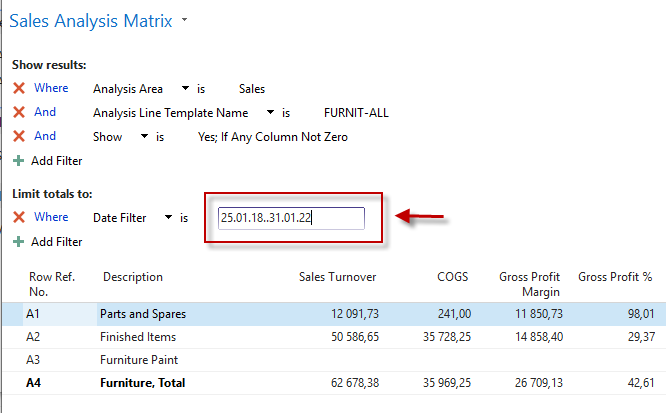 Sales Analysis Matrix
Show results:
Where Analysis Area is Sales
And Analysis Line Template Name is FURNIT-ALL
And Show is Yes; If Any Column Not Zero
Add Filter
Limit totals to:
Where Date Filter is 25.01.18..31.01.22
Add Filter
Row Ref. Description Sales Turnover COGS Gross Profit Gross Profit %
No. Margin
A1 Parts and Spares 12 091,73 241,00 11 850,73 98,01
A2 Finished Items 50 586,65 35 728,25 14 858,40 29,37
A3 Furniture Paint
A4 Furniture, Total 62 678,38 35 969,25 26 709,13 42,61